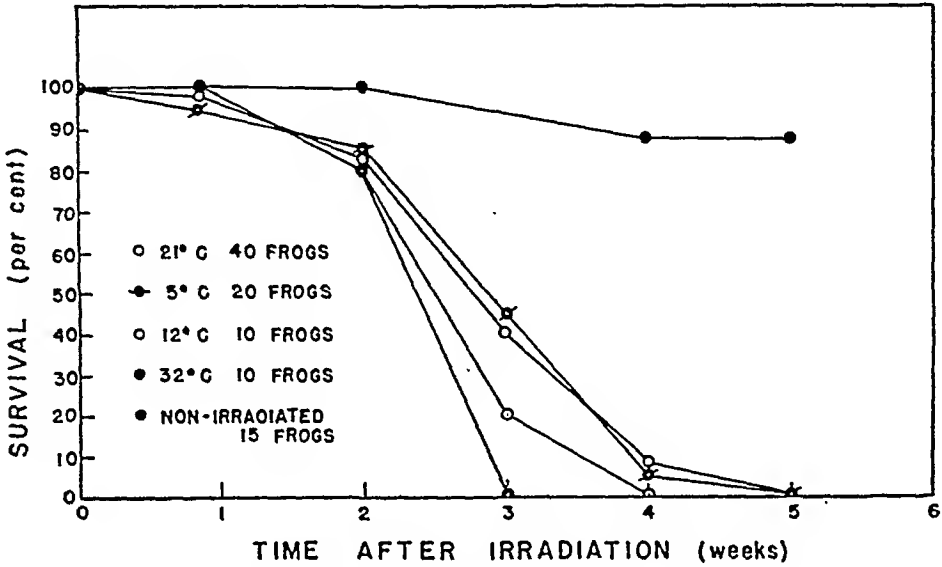 SURVIVAL (per cent)
100
90
80
70
60
50
40
30
20
10
0
○ 21° C 40 FROGS
5° C 20 FROGS
○ 12° C 10 FROGS
● 32° C 10 FROGS
● NON-IRRADIATED
15 FROGS
0 1 2 3 4 5 6
TIME AFTER IRRADIATION (weeks)